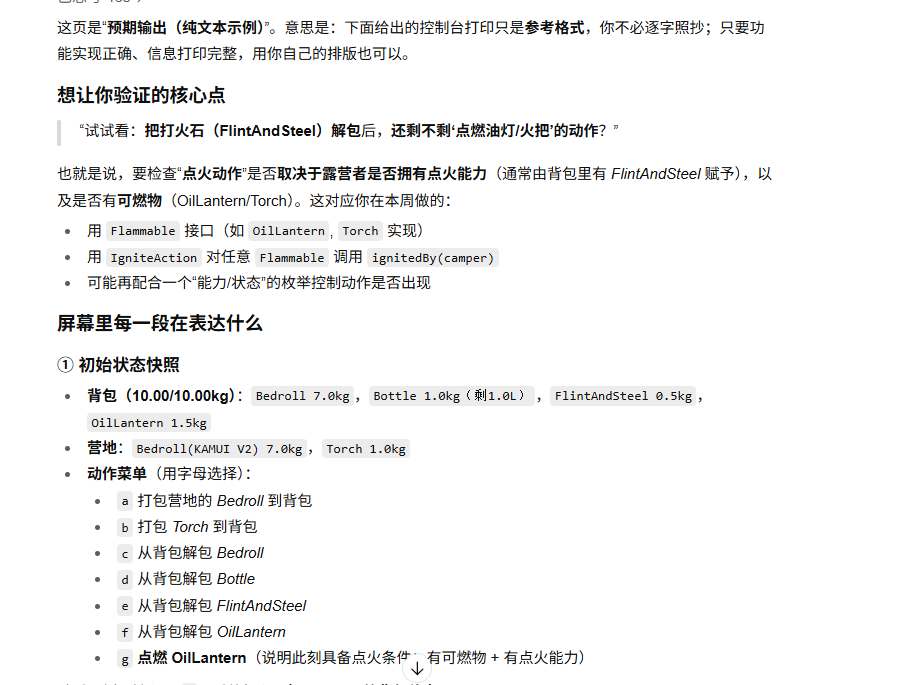 这页是“预期输出（纯文本示例）”。意思是：下面给出的控制台打印只是参考格式，你不必逐字照抄；只要功
能实现正确、信息打印完整，用你自己的排版也可以。
想让你验证的核心点
“试试看：把打火石（FlintAndSteel）解包后，还剩不剩‘点燃油灯/火把’的动作？”
也就是说，要检查“点火动作”是否取决于露营者是否拥有点火能力（通常由背包里有 FlintAndSteel 赋予），以
及是否有可燃物（OilLantern/Torch）。这对应你在本周做的：
• 用 Flammable 接口（如 OilLantern, Torch 实现）
• 用 IgniteAction 对任意 Flammable 调用 ignitedBy(camper)
• 可能再配合一个“能力/状态”的枚举控制动作是否出现
屏幕里每一段在表达什么
① 初始状态快照
• 背包（10.00/10.00kg）：Bedroll 7.0kg，Bottle 1.0kg（剩1.0L），FlintAndSteel 0.5kg，
OilLantern 1.5kg
• 营地：Bedroll(KAMUI V2) 7.0kg，Torch 1.0kg
• 动作菜单（用字母选择）：
• a 打包营地的 Bedroll 到背包
• b 打包 Torch 到背包
• c 从背包解包 Bedroll
• d 从背包解包 Bottle
• e 从背包解包 FlintAndSteel
• f 从背包解包 OilLantern
• g 点燃 OilLantern（说明此刻具备点火条件：有可燃物 + 有点火能力）